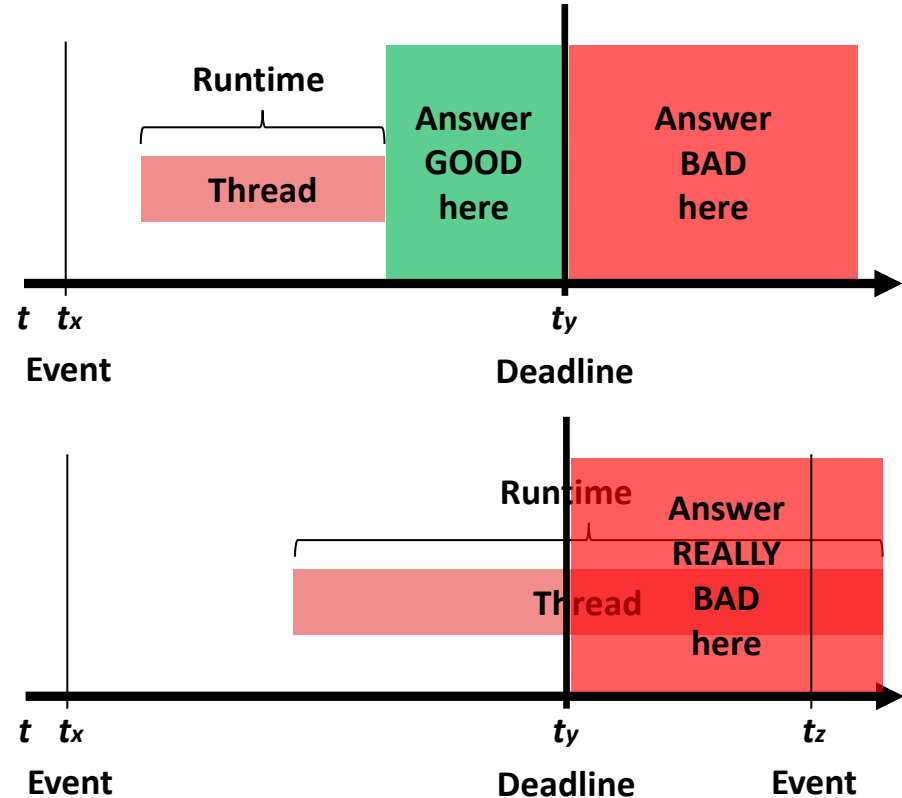 Runtime
Thread
Answer
GOOD
here
Answer
BAD
here
t tx ty
Event Deadline
Runtime
Thread
Answer
REALLY
BAD
here
t tx ty tz
Event Deadline Event